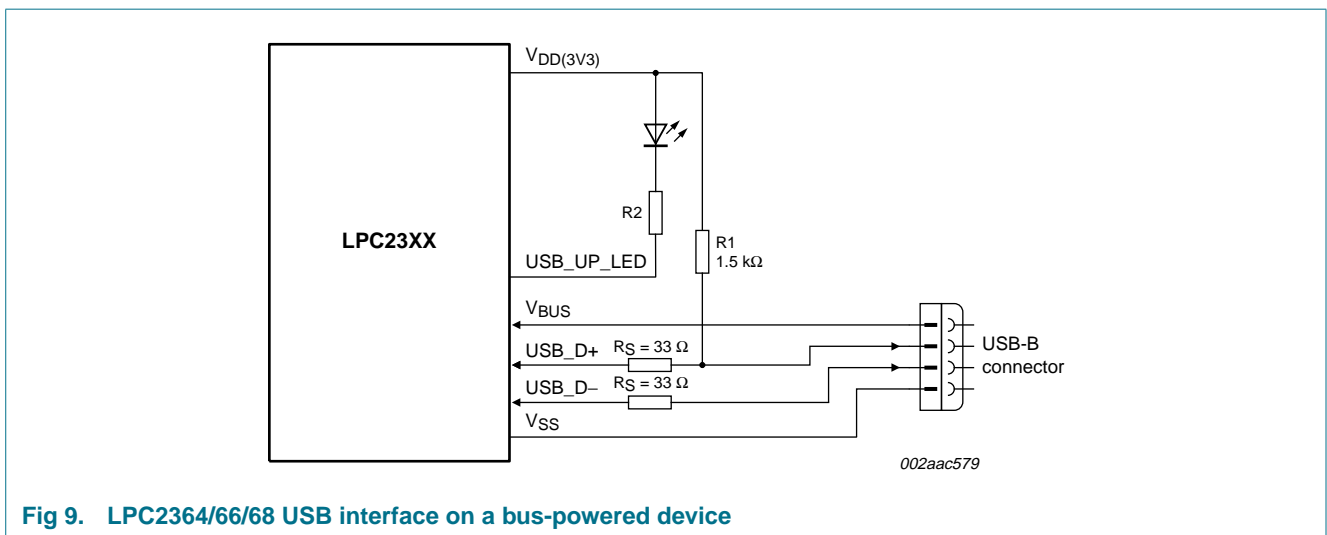 V_DD(3V3)
R2
LPC23XX
R1
1.5 kΩ
USB_UP_LED
V_BUS
USB_D+
R_S = 33 Ω
USB-B
connector
USB_D−
R_S = 33 Ω
V_SS
002aac579
Fig 9. LPC2364/66/68 USB interface on a bus-powered device